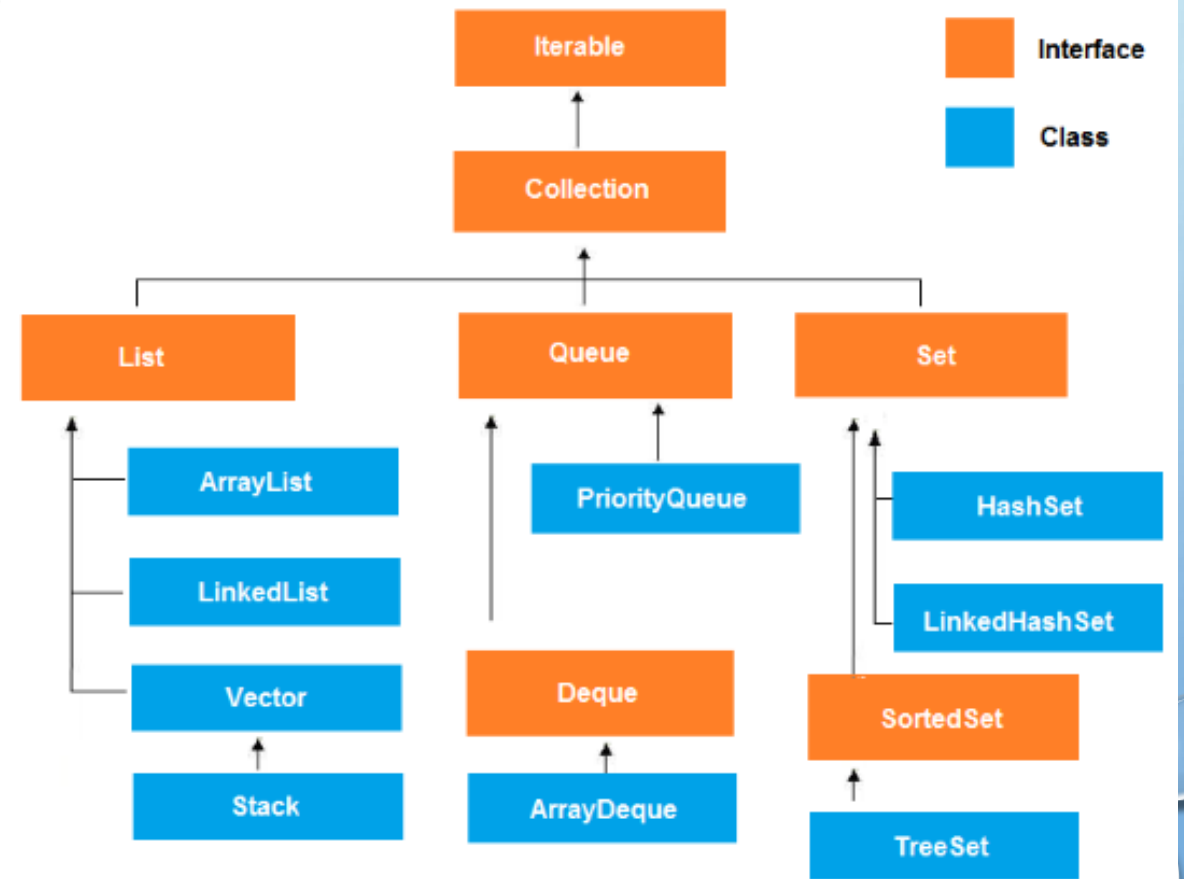 Iterable
Interface
Class
Collection
List
Queue
Set
ArrayList
PriorityQueue
HashSet
LinkedList
LinkedHashSet
Vector
Deque
SortedSet
Stack
ArrayDeque
TreeSet